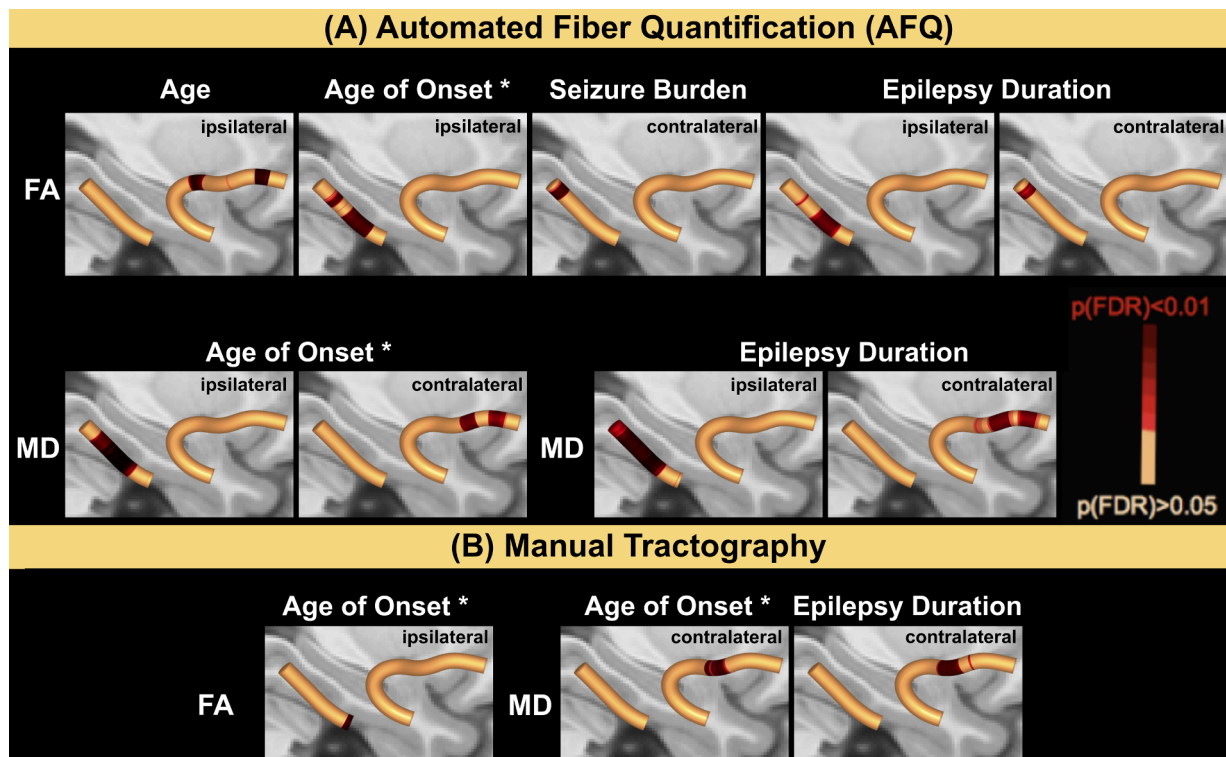 (A) Automated Fiber Quantification (AFQ)
Age
Age of Onset *
Seizure Burden
Epilepsy Duration
ipsilateral
ipsilateral
contralateral
ipsilateral
contralateral
FA
p(FDR)<0.01
Age of Onset *
Epilepsy Duration
ipsilateral
contralateral
ipsilateral
contralateral
MD
MD
p(FDR)>0.05
(B) Manual Tractography
Age of Onset *
Age of Onset *
Epilepsy Duration
ipsilateral
contralateral
contralateral
FA
MD